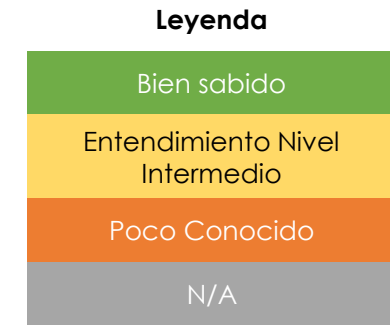 Leyenda
Bien sabido
Entendimiento Nivel
Intermedio
Poco Conocido
N/A